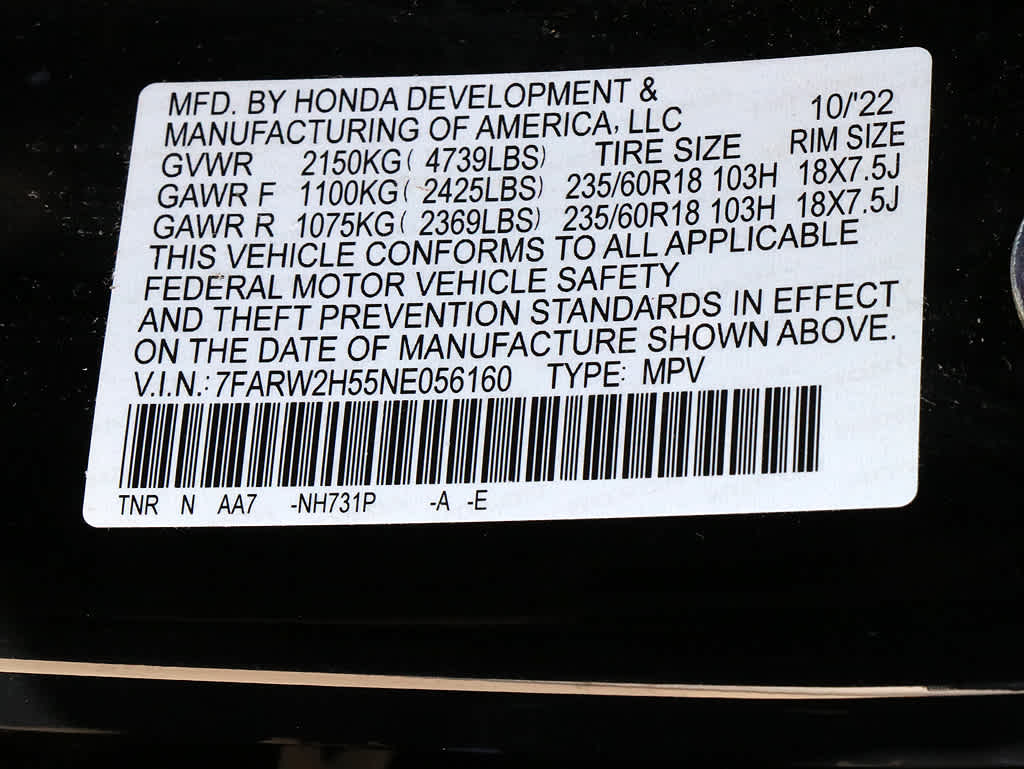 MFD. BY HONDA DEVELOPMENT &
MANUFACTURING OF AMERICA, LLC 10/'22
GVWR 2150KG( 4739LBS) TIRE SIZE RIM SIZE
GAWR F 1100KG( 2425LBS) 235/60R18 103H 18X7.5J
GAWR R 1075KG( 2369LBS) 235/60R18 103H 18X7.5J
THIS VEHICLE CONFORMS TO ALL APPLICABLE
FEDERAL MOTOR VEHICLE SAFETY
AND THEFT PREVENTION STANDARDS IN EFFECT
ON THE DATE OF MANUFACTURE SHOWN ABOVE.
V.I.N.: 7FARW2H55NE056160 TYPE: MPV
TNR N AA7 -NH731P -A -E